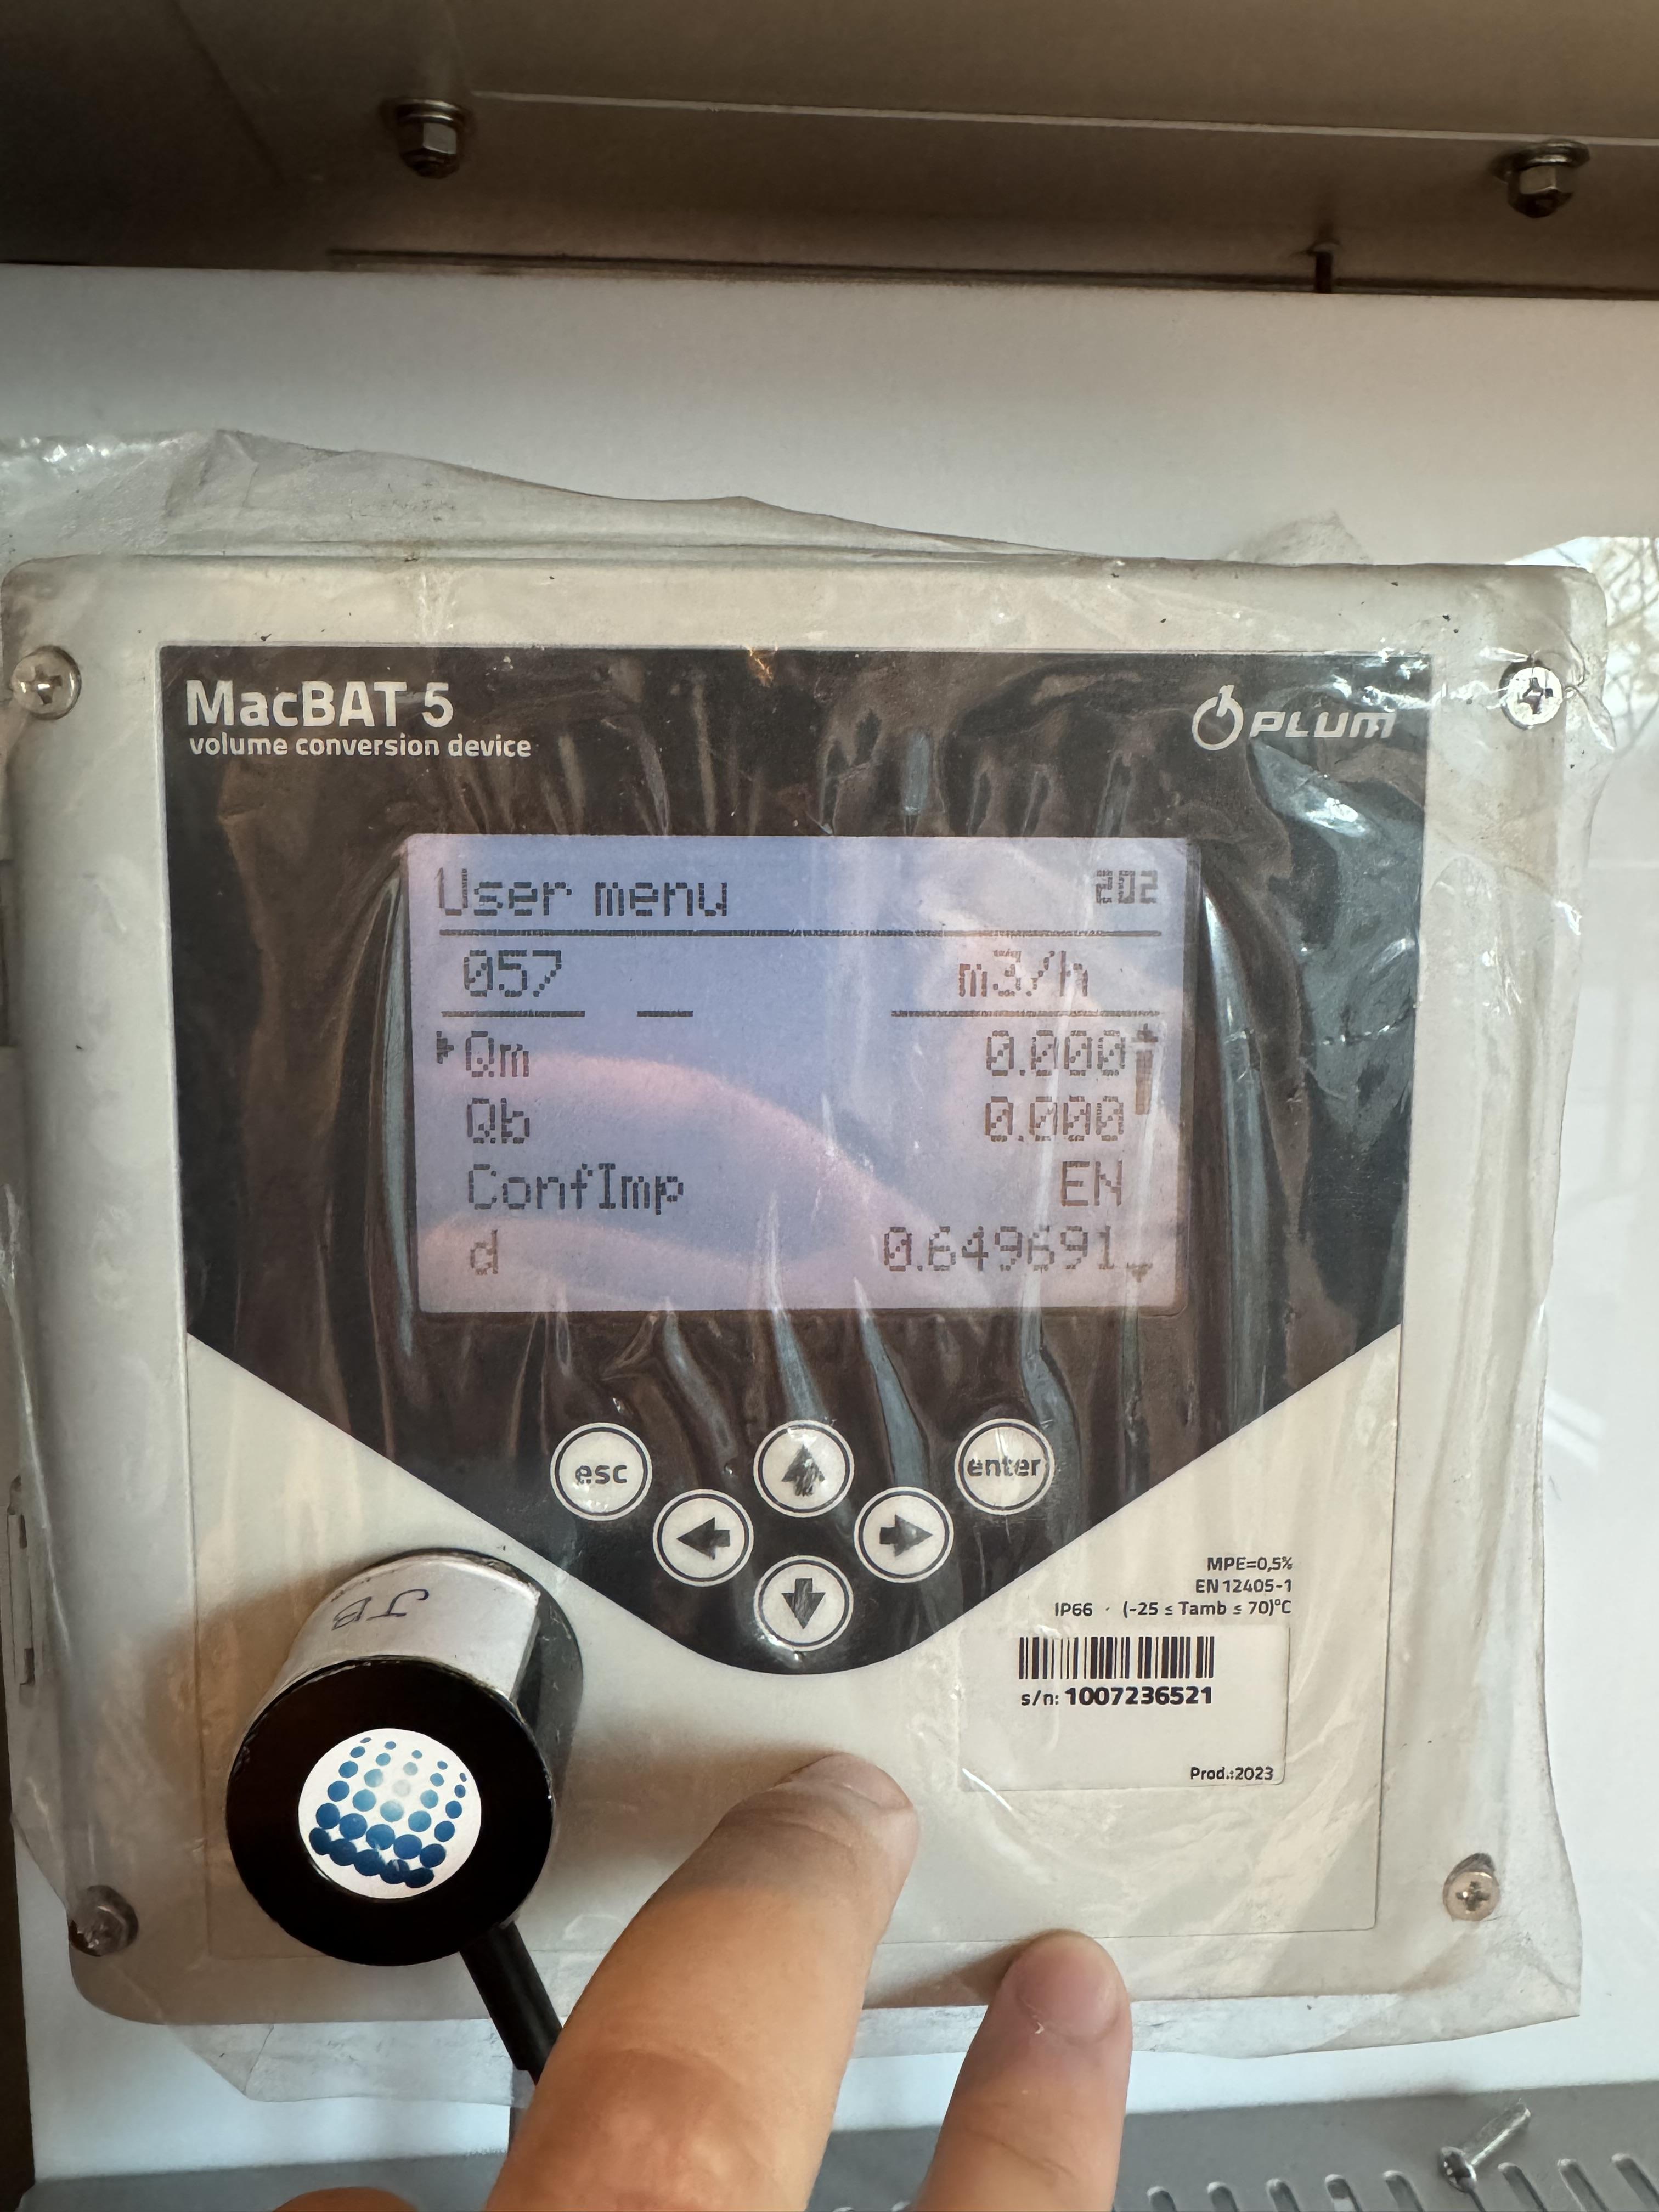 MacBAT 5
volume conversion device
PLUM
User menu 202
057 __ m3/h
Qm 0.000
Qb 0.000
ConfImp EN
d 0.649691
esc
enter
MPE=0,5%
EN 12405-1
IP66 · (-25 ≤ Tamb ≤ 70)°C
s/n: 1007236521
Prod.:2023
JB